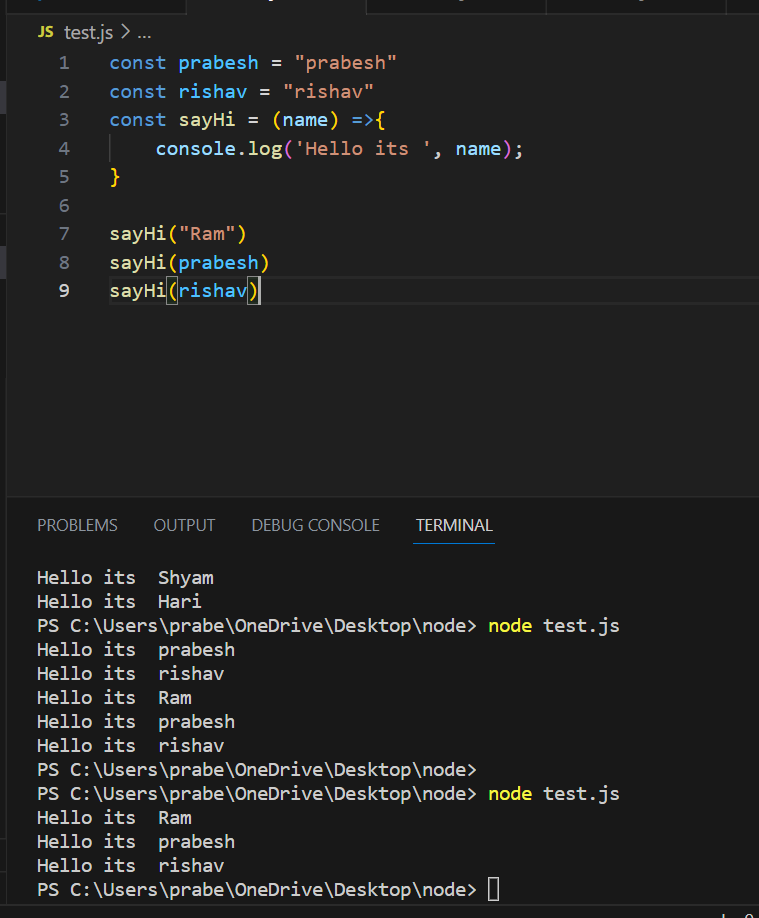 JS test.js > ...
1 const prabesh = "prabesh"
2 const rishav = "rishav"
3 const sayHi = (name) =>{
4     console.log('Hello its ', name);
5 }
6
7 sayHi("Ram")
8 sayHi(prabesh)
9 sayHi(rishav)
PROBLEMS OUTPUT DEBUG CONSOLE TERMINAL
Hello its  Shyam
Hello its  Hari
PS C:\Users\prabe\OneDrive\Desktop\node> node test.js
Hello its  prabesh
Hello its  rishav
Hello its  Ram
Hello its  prabesh
Hello its  rishav
PS C:\Users\prabe\OneDrive\Desktop\node>
PS C:\Users\prabe\OneDrive\Desktop\node> node test.js
Hello its  Ram
Hello its  prabesh
Hello its  rishav
PS C:\Users\prabe\OneDrive\Desktop\node>